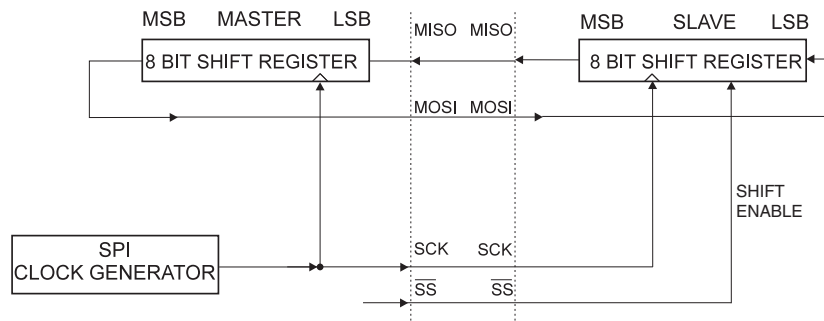 MSB MASTER LSB
MISO MISO
MSB SLAVE LSB
8 BIT SHIFT REGISTER
8 BIT SHIFT REGISTER
MOSI MOSI
SHIFT
ENABLE
SPI
CLOCK GENERATOR
SCK SCK
SS SS